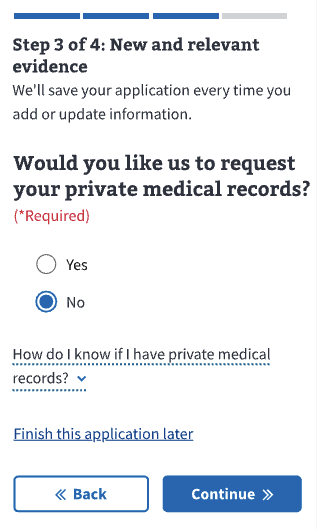 Step 3 of 4: New and relevant
evidence
We'll save your application every time you
add or update information.
Would you like us to request
your private medical records?
(*Required)
Yes
No
How do I know if I have private medical
records?
Finish this application later
Back
Continue